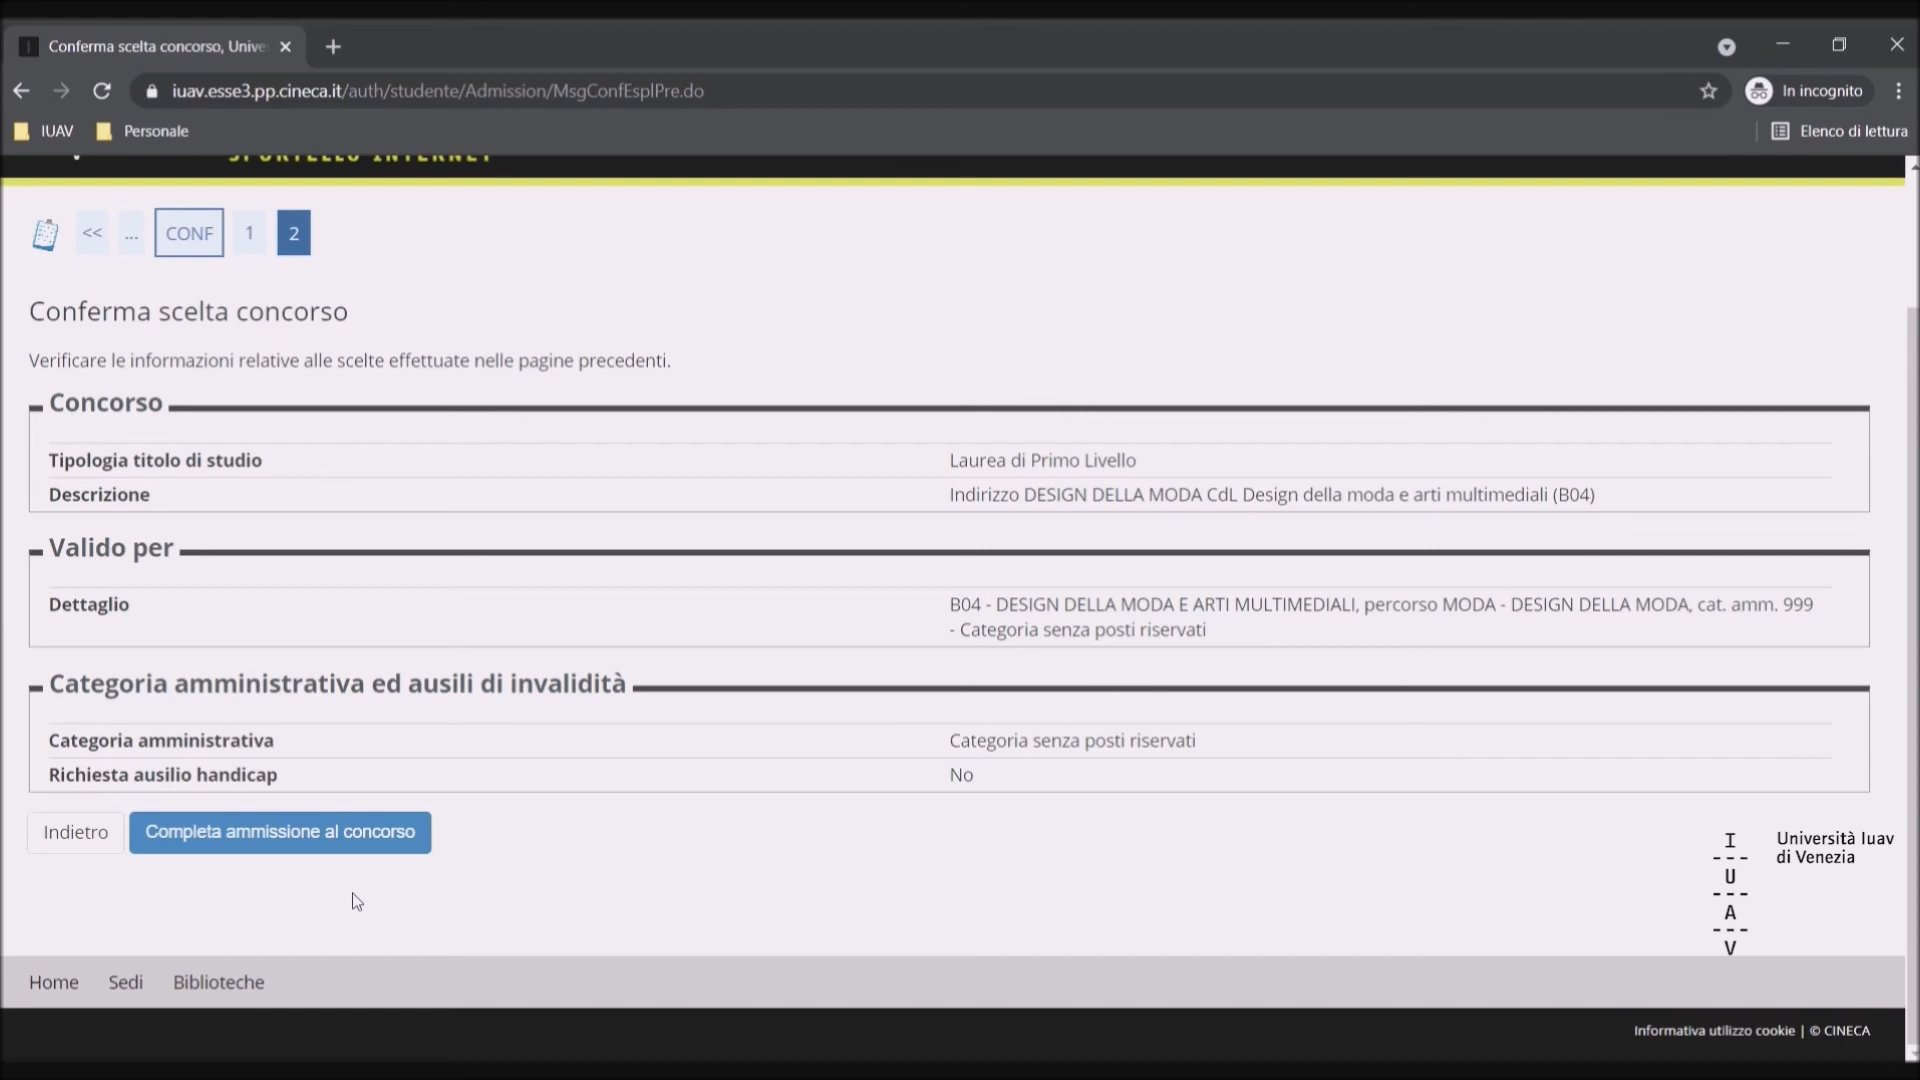 Conferma scelta concorso, Unive
In incognito
iuav.esse3.pp.cineca.it/auth/studente/Admission/MsgConfEsplPre.do
IUAV
Personale
Elenco di lettura
SPORTELLO INTERNET
<< ... CONF 1 2
Conferma scelta concorso
Verificare le informazioni relative alle scelte effettuate nelle pagine precedenti.
Concorso
Tipologia titolo di studio Laurea di Primo Livello
Descrizione Indirizzo DESIGN DELLA MODA CdL Design della moda e arti multimediali (B04)
Valido per
Dettaglio B04 - DESIGN DELLA MODA E ARTI MULTIMEDIALI, percorso MODA - DESIGN DELLA MODA, cat. amm. 999
- Categoria senza posti riservati
Categoria amministrativa ed ausili di invalidità
Categoria amministrativa Categoria senza posti riservati
Richiesta ausilio handicap No
Indietro
Completa ammissione al concorso
I
---
U
---
A
---
V
Università Iuav
di Venezia
Home Sedi Biblioteche
Informativa utilizzo cookie | © CINECA